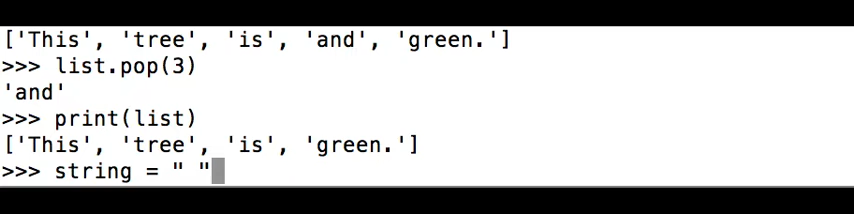 ['This', 'tree', 'is', 'and', 'green.']
>>> list.pop(3)
'and'
>>> print(list)
['This', 'tree', 'is', 'green.']
>>> string = " "